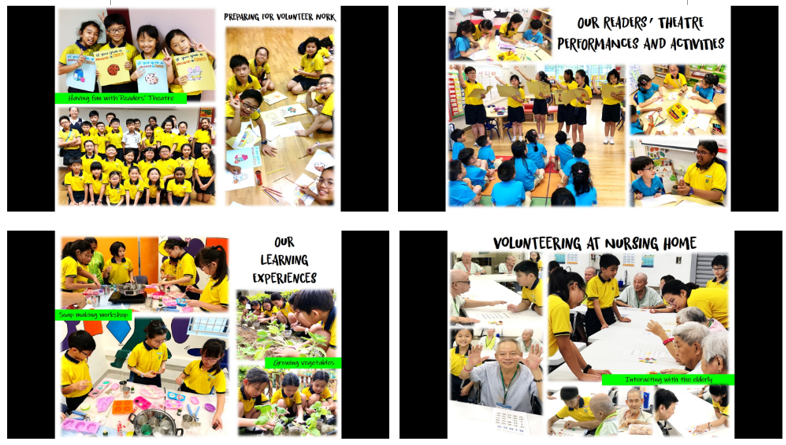 PREPARING FOR VOLUNTEER WORK
Having fun with Readers' Theatre
OUR READERS' THEATRE
PERFORMANCES AND ACTIVITIES
OUR
LEARNING
EXPERIENCES
Soap making workshop
Growing vegetables
VOLUNTEERING AT NURSING HOME
Interacting with the elderly